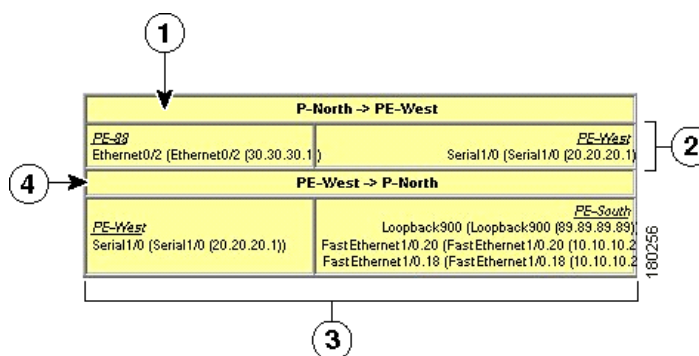 1
P-North -> PE-West
PE-88
Ethernet0/2 (Ethernet0/2 (30.30.30.1)
PE-West
Serial1/0 (Serial1/0 (20.20.20.1)
2
4
PE-West -> P-North
PE-West
Serial1/0 (Serial1/0 (20.20.20.1))
PE-South
Loopback900 (Loopback900 (89.89.89.89)
FastEthernet1/0.20 (FastEthernet1/0.20 (10.10.10.2
FastEthernet1/0.18 (FastEthernet1/0.18 (10.10.10.2
180256
3